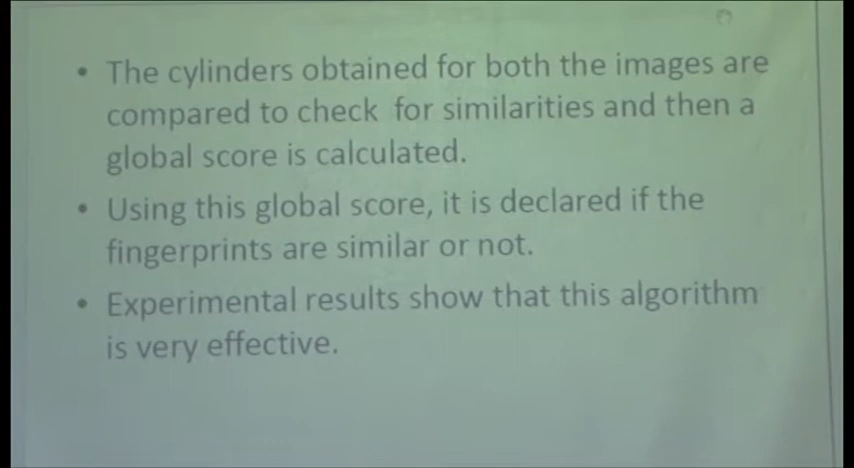 • The cylinders obtained for both the images are
compared to check for similarities and then a
global score is calculated.
• Using this global score, it is declared if the
fingerprints are similar or not.
• Experimental results show that this algorithm
is very effective.